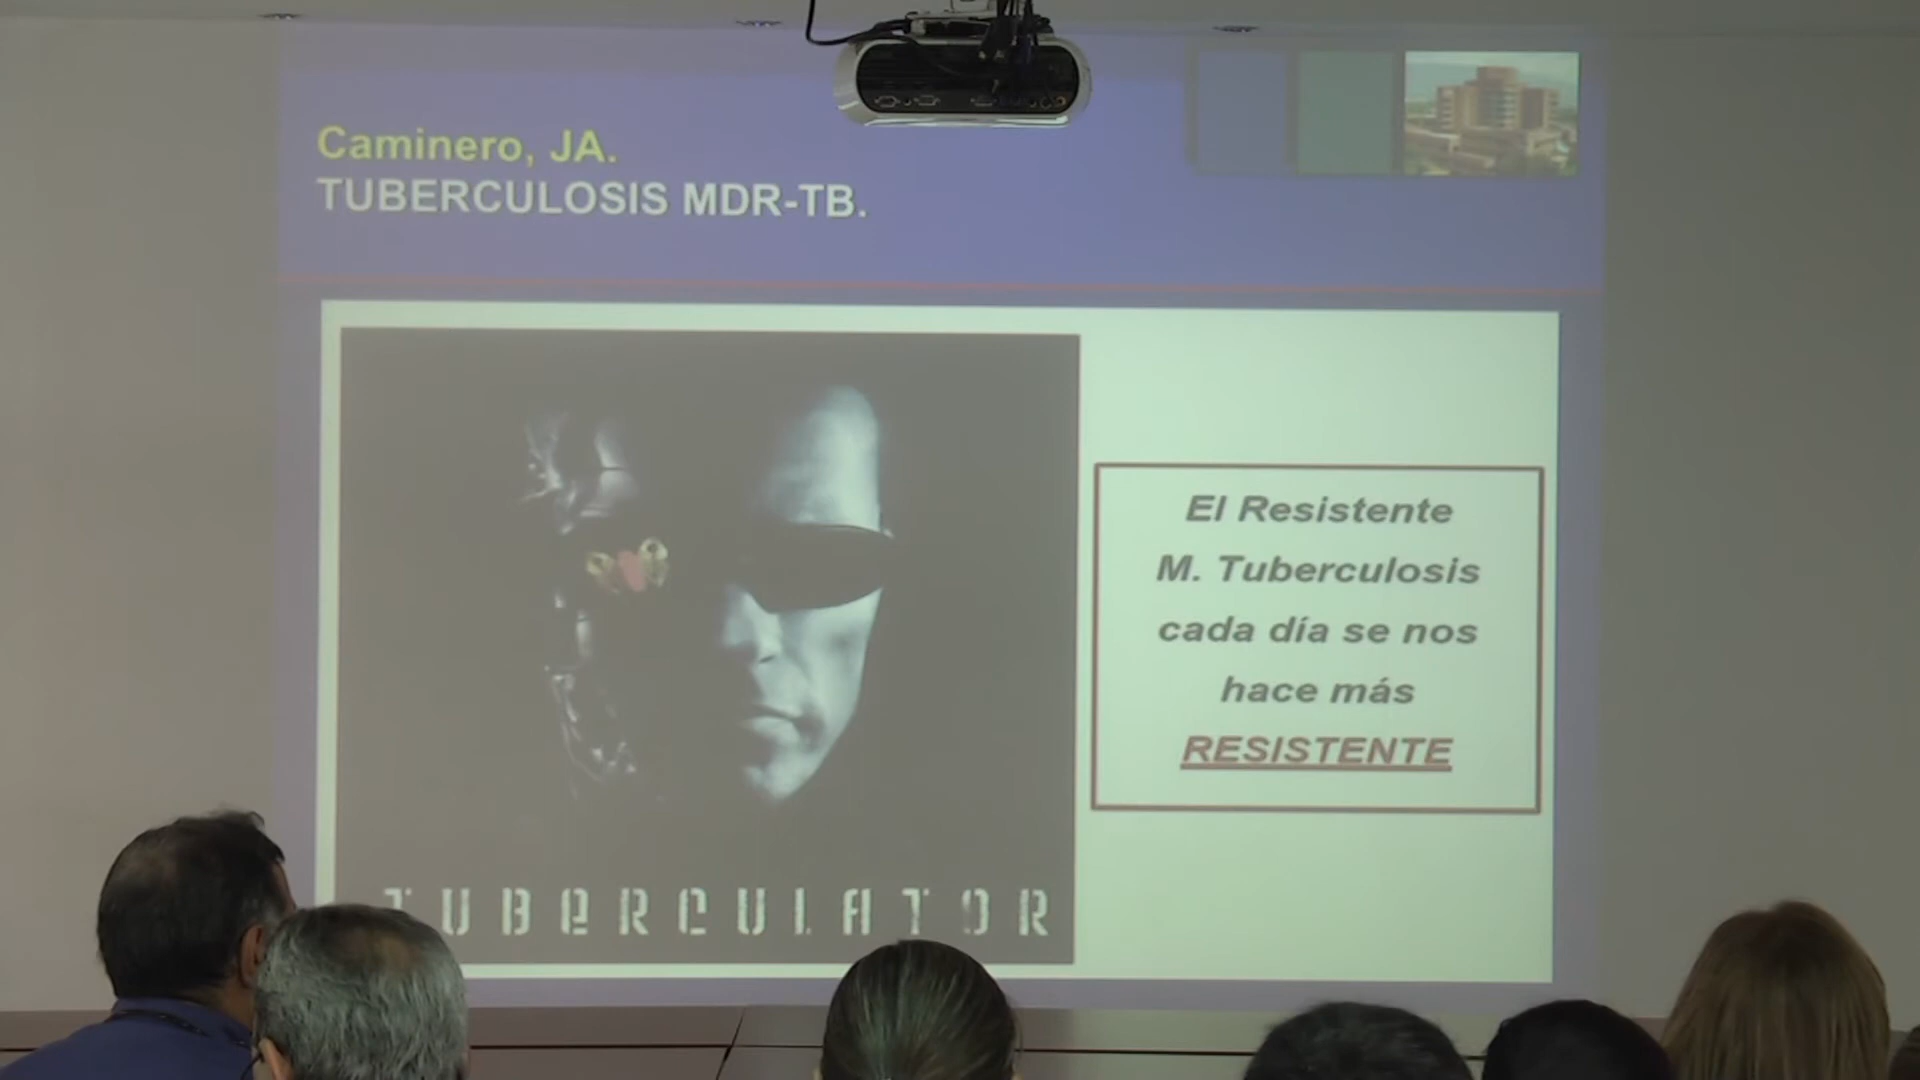 Caminero, JA.
TUBERCULOSIS MDR-TB.
El Resistente
M. Tuberculosis
cada día se nos
hace más
RESISTENTE
TUBERCULATOR